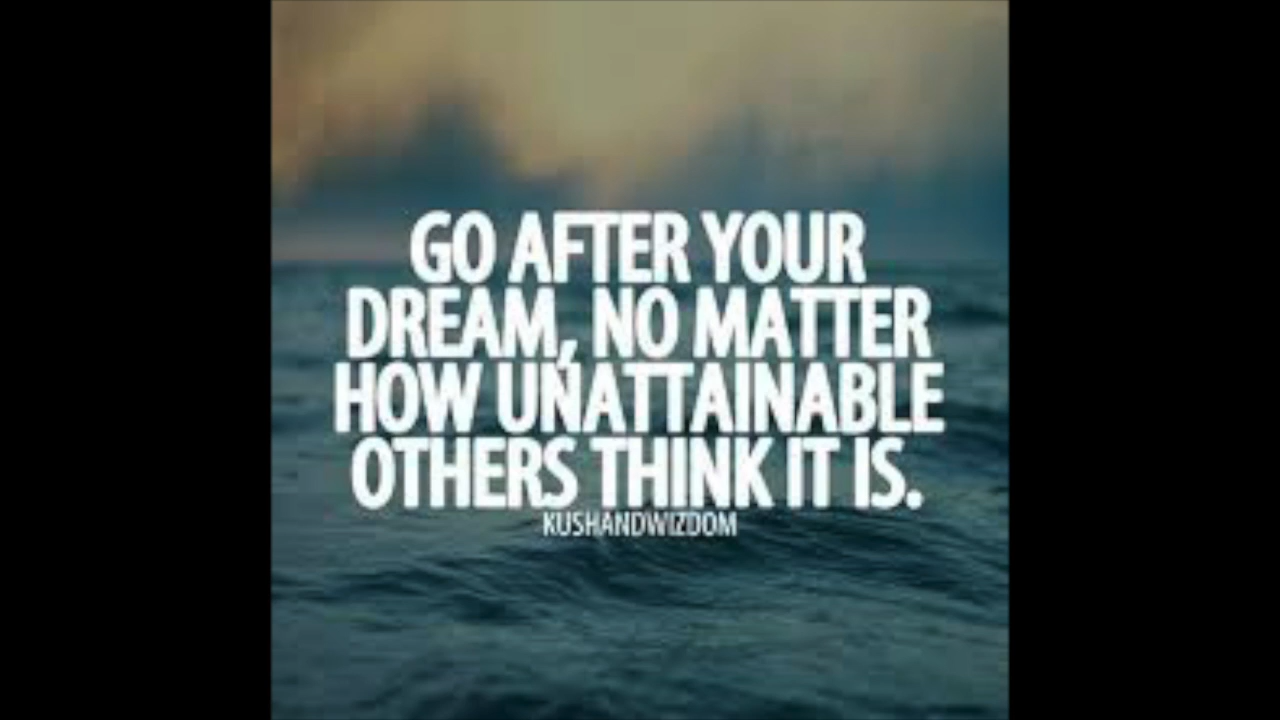 GO AFTER YOUR
DREAM, NO MATTER
HOW UNATTAINABLE
OTHERS THINK IT IS.
KUSHANDWIZDOM